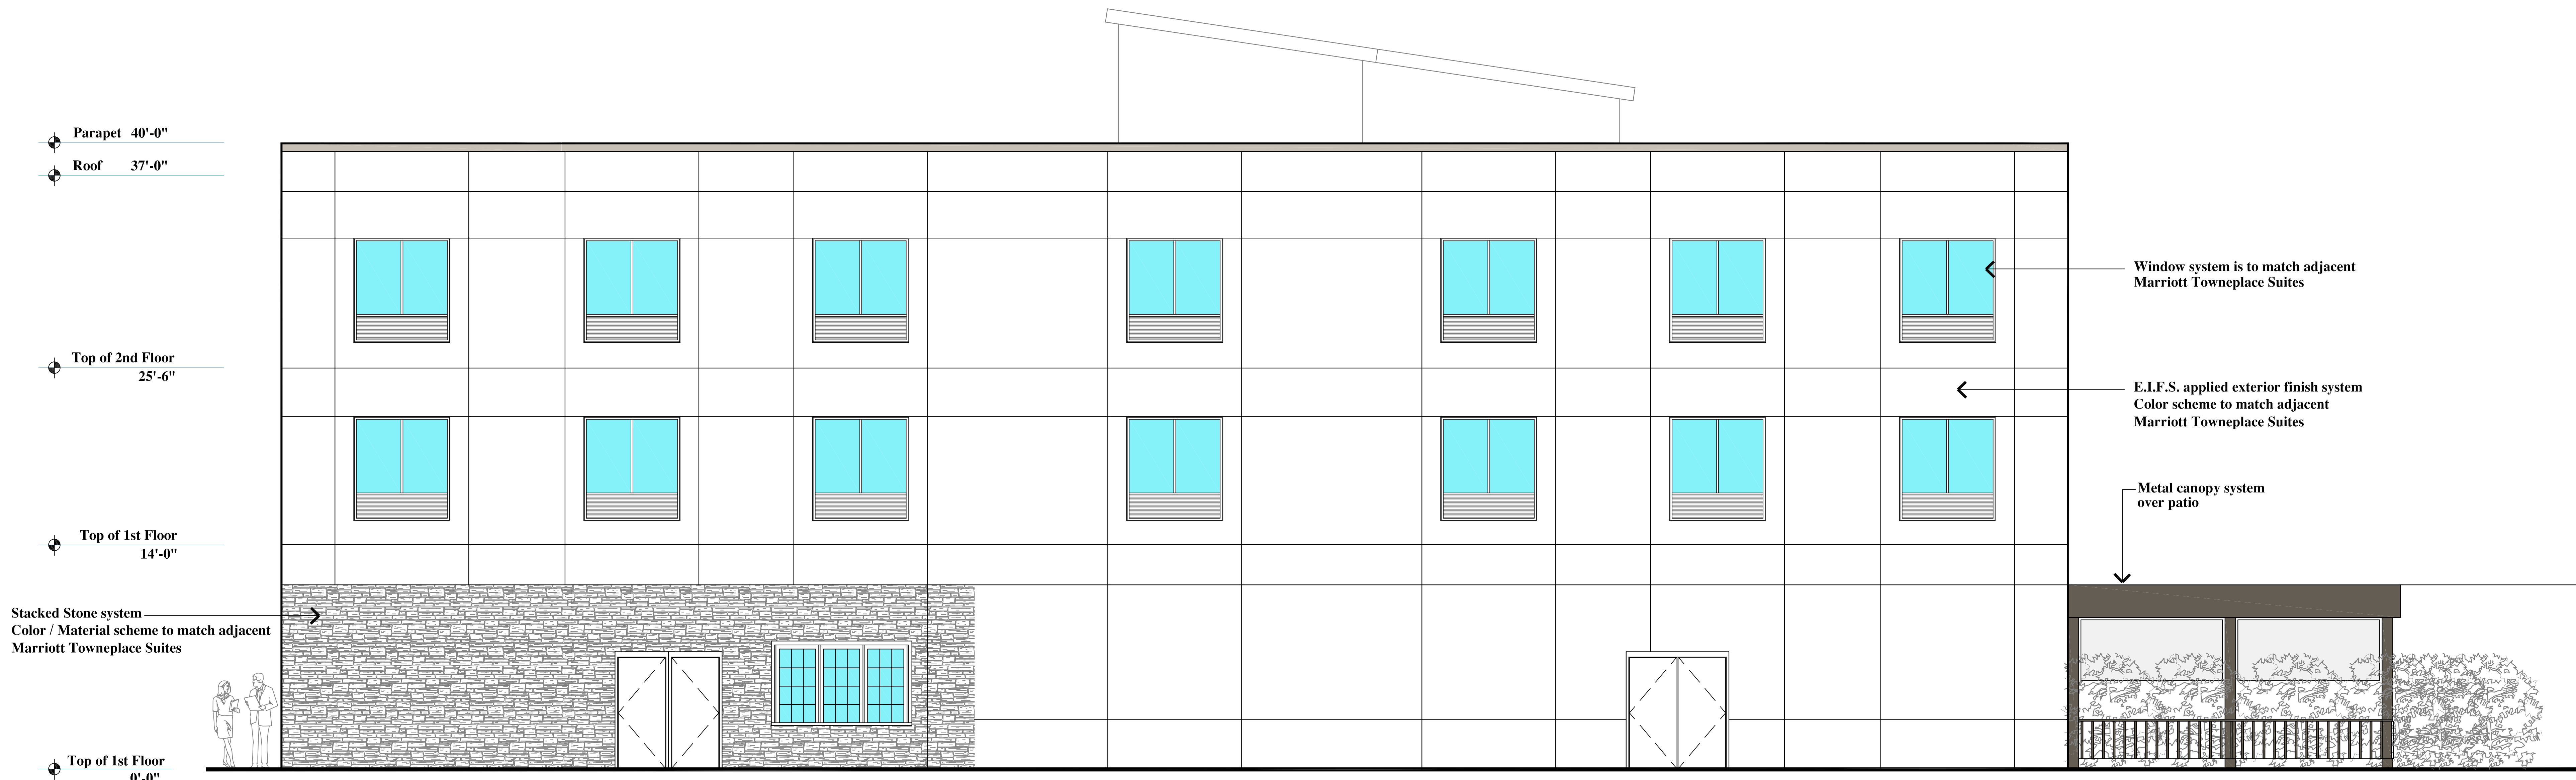 Parapet 40'-0"
Roof 37'-0"
Top of 2nd Floor
25'-6"
Top of 1st Floor
14'-0"
Stacked Stone system
Color / Material scheme to match adjacent
Marriott Towneplace Suites
Top of 1st Floor
0'-0"
Window system is to match adjacent
Marriott Towneplace Suites
E.I.F.S. applied exterior finish system
Color scheme to match adjacent
Marriott Towneplace Suites
Metal canopy system
over patio